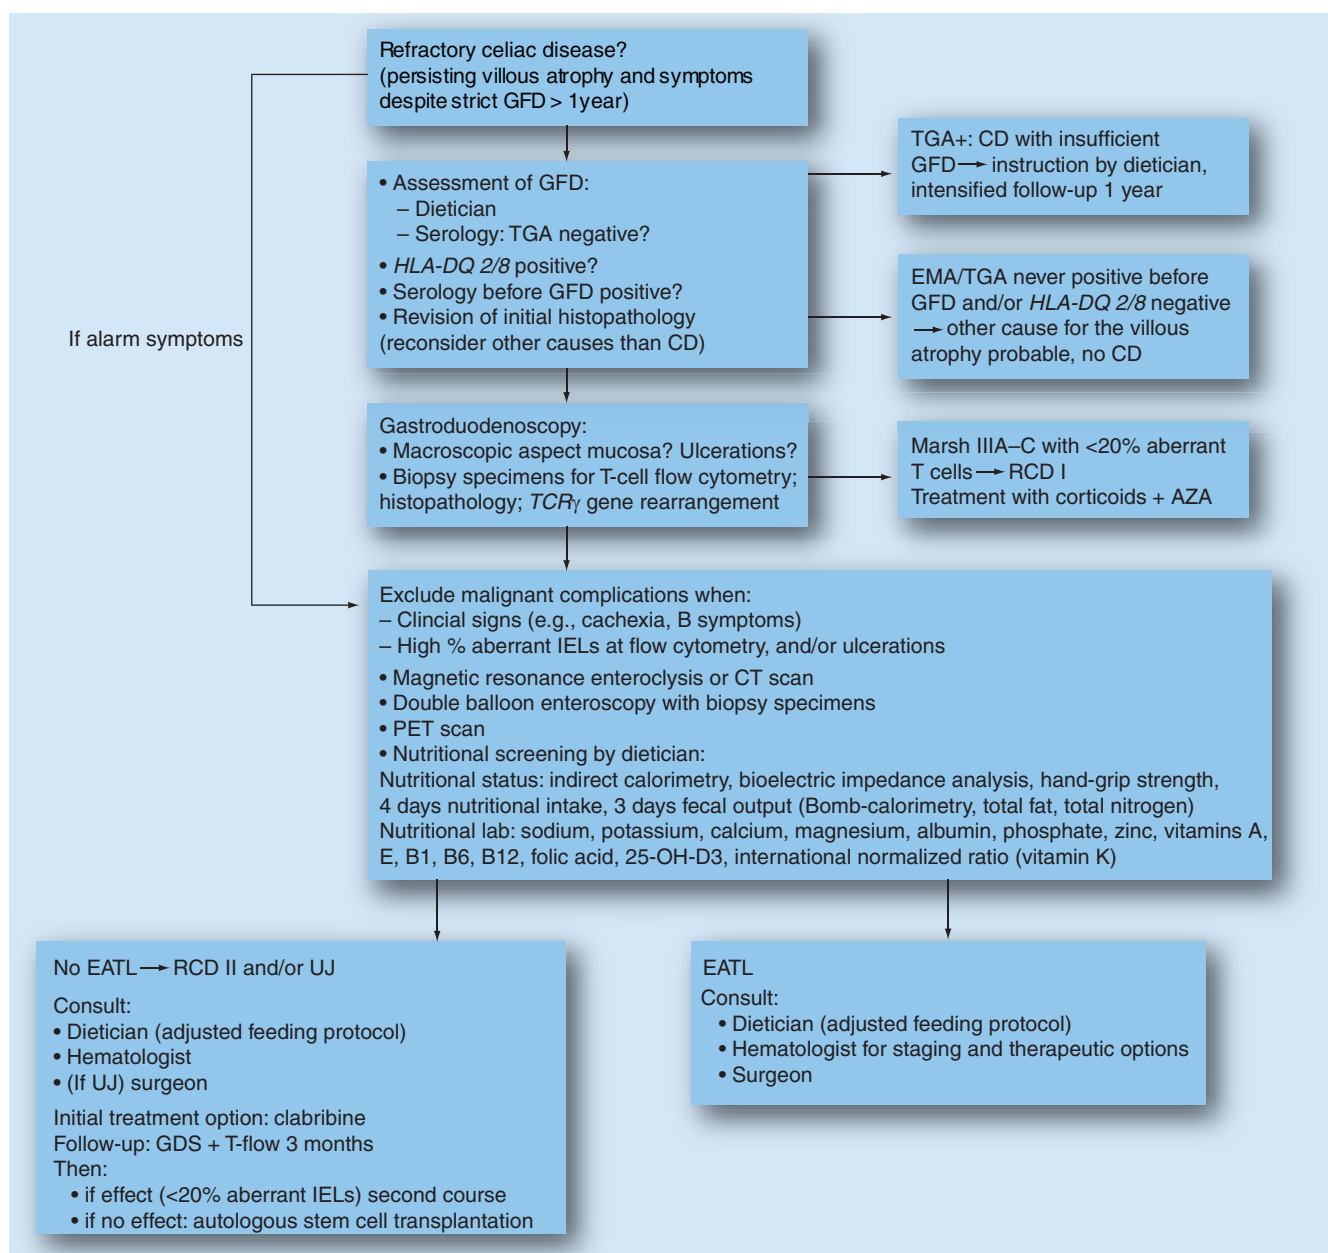 Refractory celiac disease?
(persisting villous atrophy and symptoms
despite strict GFD > 1year)
TGA+: CD with insufficient
GFD → instruction by dietician,
intensified follow-up 1 year
• Assessment of GFD:
– Dietician
– Serology: TGA negative?
• HLA-DQ 2/8 positive?
• Serology before GFD positive?
• Revision of initial histopathology
(reconsider other causes than CD)
EMA/TGA never positive before
GFD and/or HLA-DQ 2/8 negative
→ other cause for the villous
atrophy probable, no CD
If alarm symptoms
Gastroduodenoscopy:
• Macroscopic aspect mucosa? Ulcerations?
• Biopsy specimens for T-cell flow cytometry;
histopathology; TCRγ gene rearrangement
Marsh IIIA–C with <20% aberrant
T cells → RCD I
Treatment with corticoids + AZA
Exclude malignant complications when:
– Clincial signs (e.g., cachexia, B symptoms)
– High % aberrant IELs at flow cytometry, and/or ulcerations
• Magnetic resonance enteroclysis or CT scan
• Double balloon enteroscopy with biopsy specimens
• PET scan
• Nutritional screening by dietician:
Nutritional status: indirect calorimetry, bioelectric impedance analysis, hand-grip strength,
4 days nutritional intake, 3 days fecal output (Bomb-calorimetry, total fat, total nitrogen)
Nutritional lab: sodium, potassium, calcium, magnesium, albumin, phosphate, zinc, vitamins A,
E, B1, B6, B12, folic acid, 25-OH-D3, international normalized ratio (vitamin K)
No EATL → RCD II and/or UJ
Consult:
• Dietician (adjusted feeding protocol)
• Hematologist
• (If UJ) surgeon
Initial treatment option: clabribine
Follow-up: GDS + T-flow 3 months
Then:
• if effect (<20% aberrant IELs) second course
• if no effect: autologous stem cell transplantation
EATL
Consult:
• Dietician (adjusted feeding protocol)
• Hematologist for staging and therapeutic options
• Surgeon